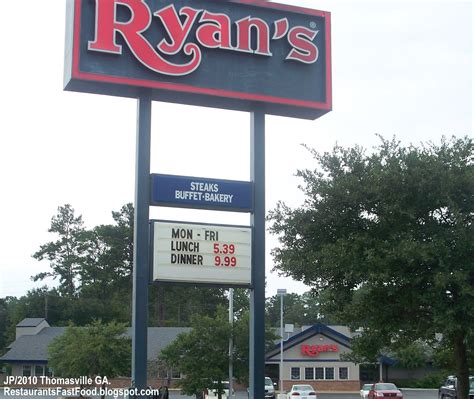 Ryan's
STEAKS
BUFFET·BAKERY
MON - FRI
LUNCH 5.39
DINNER 9.99
RYAN'S
JP/2010 Thomasville GA.
RestaurantsFastFood.blogspot.com